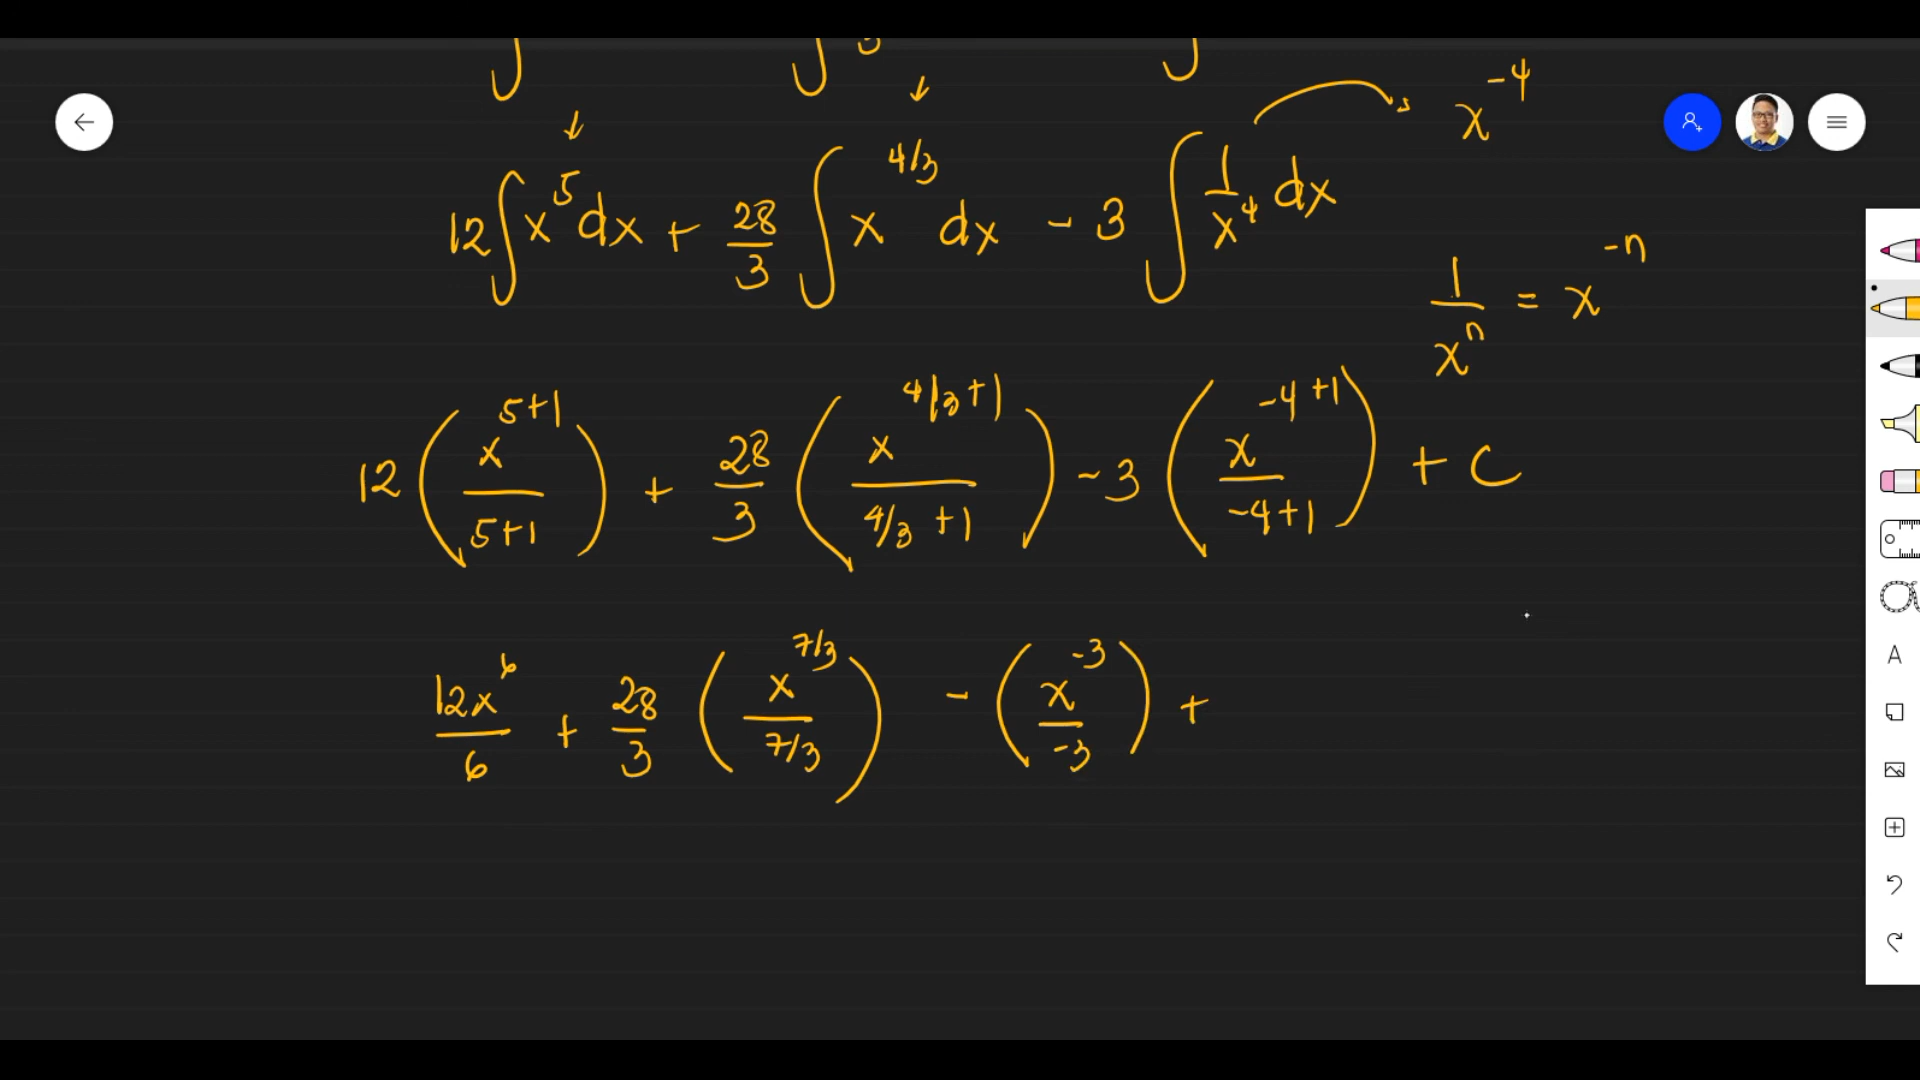 x^-4
12∫x^5 dx + 28/3 ∫x^4/3 dx - 3∫1/x^4 dx
1/x^n = x^-n
12(x^5+1/5+1) + 28/3 (x^4/3+1/4/3+1) - 3(x^-4+1/-4+1) + C
12x^6/6 + 28/3 (x^7/3/7/3) - (x^-3/-3) +
A